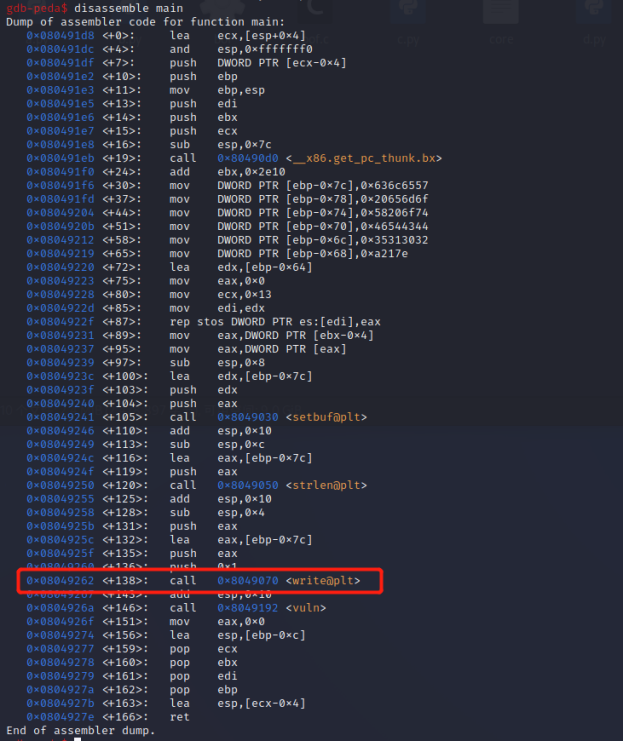 gdb-peda$ disassemble main
Dump of assembler code for function main:
0×080491d8 <+0>: lea ecx,[esp+0×4]
0×080491dc <+4>: and esp,0×fffffff0
0×080491df <+7>: push DWORD PTR [ecx-0×4]
0×080491e2 <+10>: push ebp
0×080491e3 <+11>: mov ebp,esp
0×080491e5 <+13>: push edi
0×080491e6 <+14>: push ebx
0×080491e7 <+15>: push ecx
0×080491e8 <+16>: sub esp,0×7c
0×080491eb <+19>: call 0×80490d0 <__x86.get_pc_thunk.bx>
0×080491f0 <+24>: add ebx,0×2e10
0×080491f6 <+30>: mov DWORD PTR [ebp-0×7c],0×636c6557
0×080491fd <+37>: mov DWORD PTR [ebp-0×78],0×20656d6f
0×08049204 <+44>: mov DWORD PTR [ebp-0×74],0×58206f74
0×0804920b <+51>: mov DWORD PTR [ebp-0×70],0×46544344
0×08049212 <+58>: mov DWORD PTR [ebp-0×6c],0×35313032
0×08049219 <+65>: mov DWORD PTR [ebp-0×68],0×a217e
0×08049220 <+72>: lea edx,[ebp-0×64]
0×08049223 <+75>: mov eax,0×0
0×08049228 <+80>: mov ecx,0×13
0×0804922d <+85>: mov edi,edx
0×0804922f <+87>: rep stos DWORD PTR es:[edi],eax
0×08049231 <+89>: mov eax,DWORD PTR [ebx-0×4]
0×08049237 <+95>: mov eax,DWORD PTR [eax]
0×08049239 <+97>: sub esp,0×8
0×0804923c <+100>: lea edx,[ebp-0×7c]
0×0804923f <+103>: push edx
0×08049240 <+104>: push eax
0×08049241 <+105>: call 0×8049030 <setbuf@plt>
0×08049246 <+110>: add esp,0×10
0×08049249 <+113>: sub esp,0×c
0×0804924c <+116>: lea eax,[ebp-0×7c]
0×0804924f <+119>: push eax
0×08049250 <+120>: call 0×8049050 <strlen@plt>
0×08049255 <+125>: add esp,0×10
0×08049258 <+128>: sub esp,0×4
0×0804925b <+131>: push eax
0×0804925c <+132>: lea eax,[ebp-0×7c]
0×0804925f <+135>: push eax
0×08049260 <+136>: push 0×1
0×08049262 <+138>: call 0×8049070 <write@plt>
0×08049267 <+143>: add esp,0×10
0×0804926a <+146>: call 0×8049192 <vuln>
0×0804926f <+151>: mov eax,0×0
0×08049274 <+156>: lea esp,[ebp-0×c]
0×08049277 <+159>: pop ecx
0×08049278 <+160>: pop ebx
0×08049279 <+161>: pop edi
0×0804927a <+162>: pop ebp
0×0804927b <+163>: lea esp,[ecx-0×4]
0×0804927e <+166>: ret
End of assembler dump.